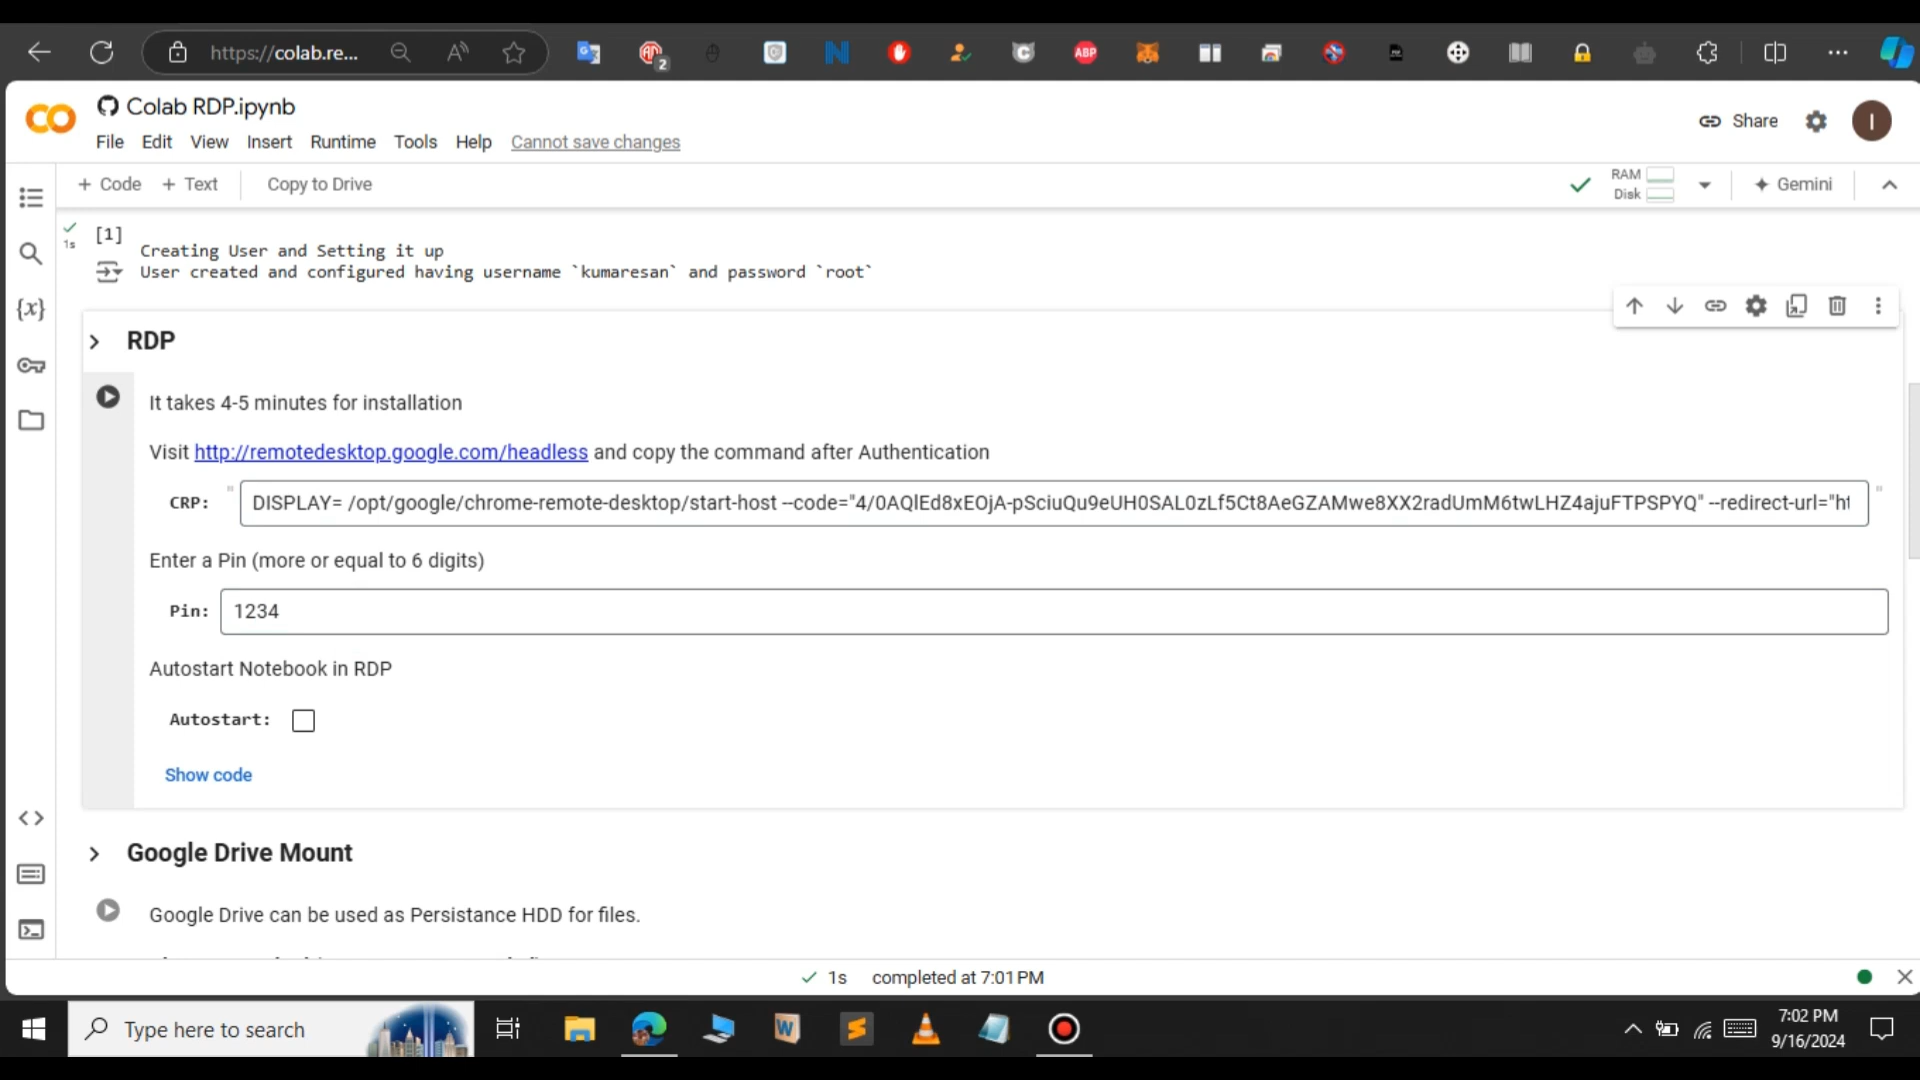 https://colab.re...
2
ABP
CO
Colab RDP.ipynb
Share
I
File Edit View Insert Runtime Tools Help Cannot save changes
+ Code + Text Copy to Drive
RAM
Disk
Gemini
1s
[1]
Creating User and Setting it up
User created and configured having username `kumaresan` and password `root`
{x}
RDP
It takes 4-5 minutes for installation
Visit http://remotedesktop.google.com/headless and copy the command after Authentication
CRP: " DISPLAY= /opt/google/chrome-remote-desktop/start-host --code="4/0AQlEd8xEOjA-pSciuQu9eUH0SAL0zLf5Ct8AeGZAMwe8XX2radUmM6twLHZ4ajuFTPSPYQ" --redirect-url="ht "
Enter a Pin (more or equal to 6 digits)
Pin: 1234
Autostart Notebook in RDP
Autostart:
Show code
Google Drive Mount
Google Drive can be used as Persistance HDD for files.
1s completed at 7:01 PM
Type here to search
7:02 PM
9/16/2024